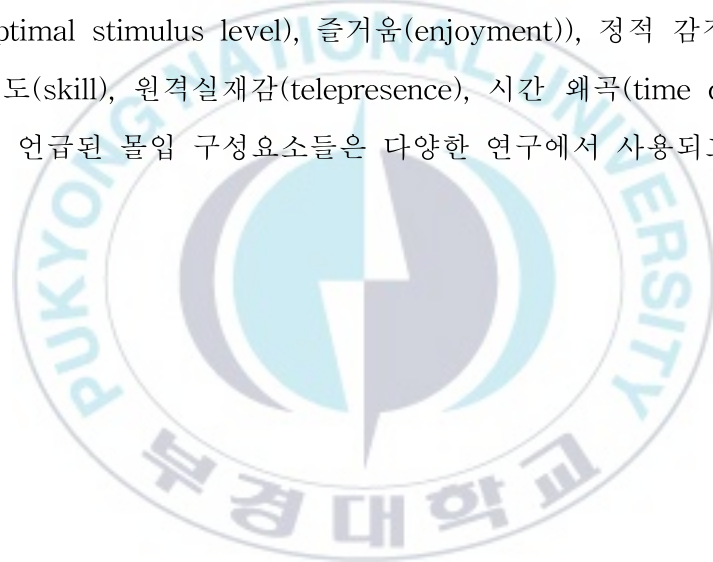 ptimal stimulus level), 즐거움(enjoyment)), 정적 감정
도(skill), 원격실재감(telepresence), 시간 왜곡(time
언급된 몰입 구성요소들은 다양한 연구에서 사용되
PUKYONG NATIONAL UNIVERSITY
부경대학교